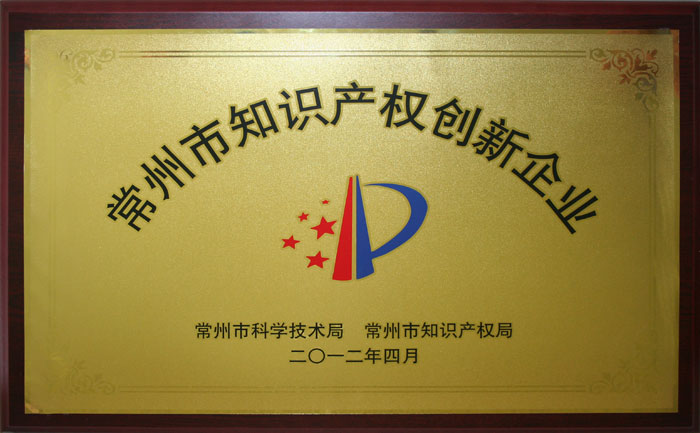 常州市知识产权创新企业
常州市科学技术局 常州市知识产权局
二〇一二年四月